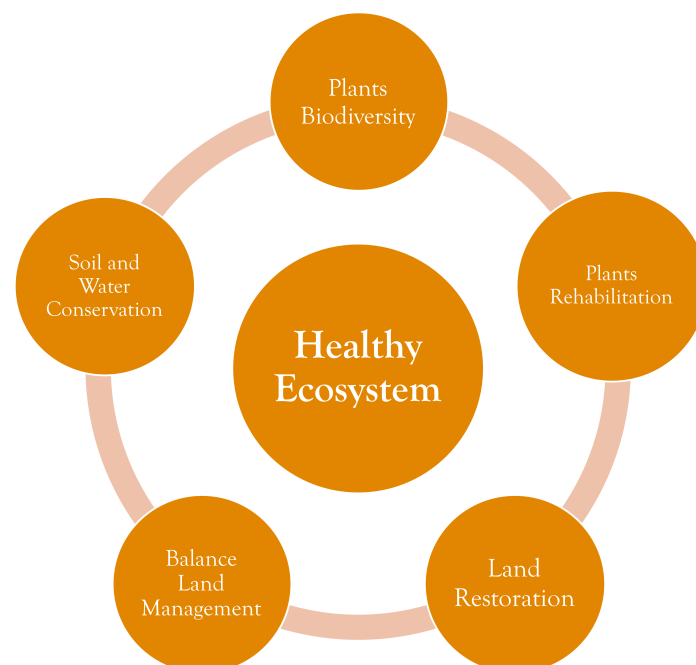 Plants
Biodiversity
Plants
Rehabilitation
Land
Restoration
Balance
Land
Management
Soil and
Water
Conservation
Healthy
Ecosystem